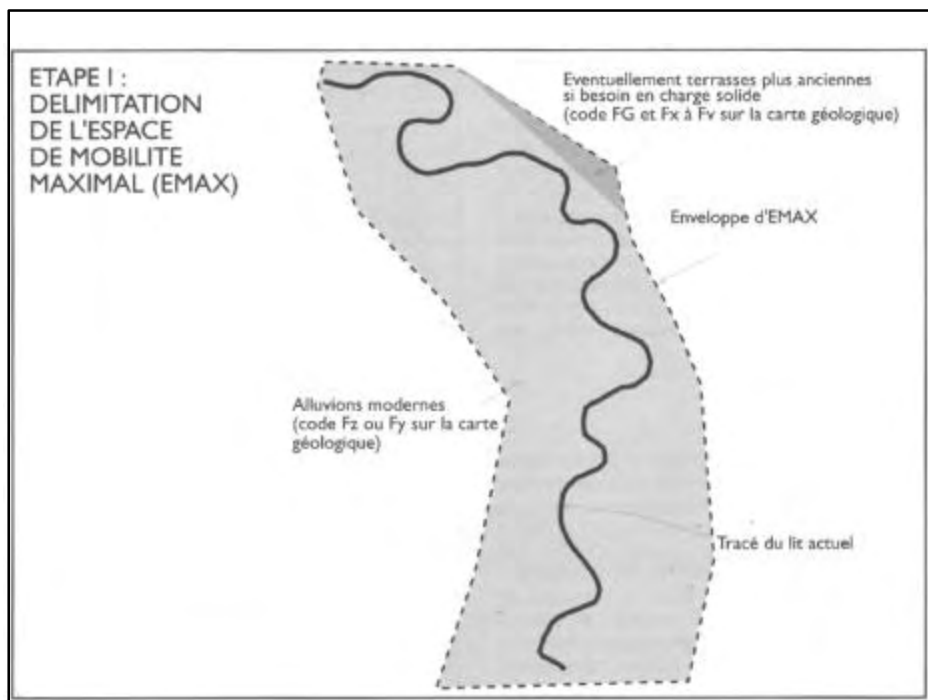 ETAPE I :
DELIMITATION
DE L'ESPACE
DE MOBILITE
MAXIMAL (EMAX)
Eventuellement terrasses plus anciennes
si besoin en charge solide
(code FG et Fx à Fv sur la carte géologique)
Enveloppe d'EMAX
Alluvions modernes
(code Fz ou Fy sur la carte
géologique)
Tracé du lit actuel